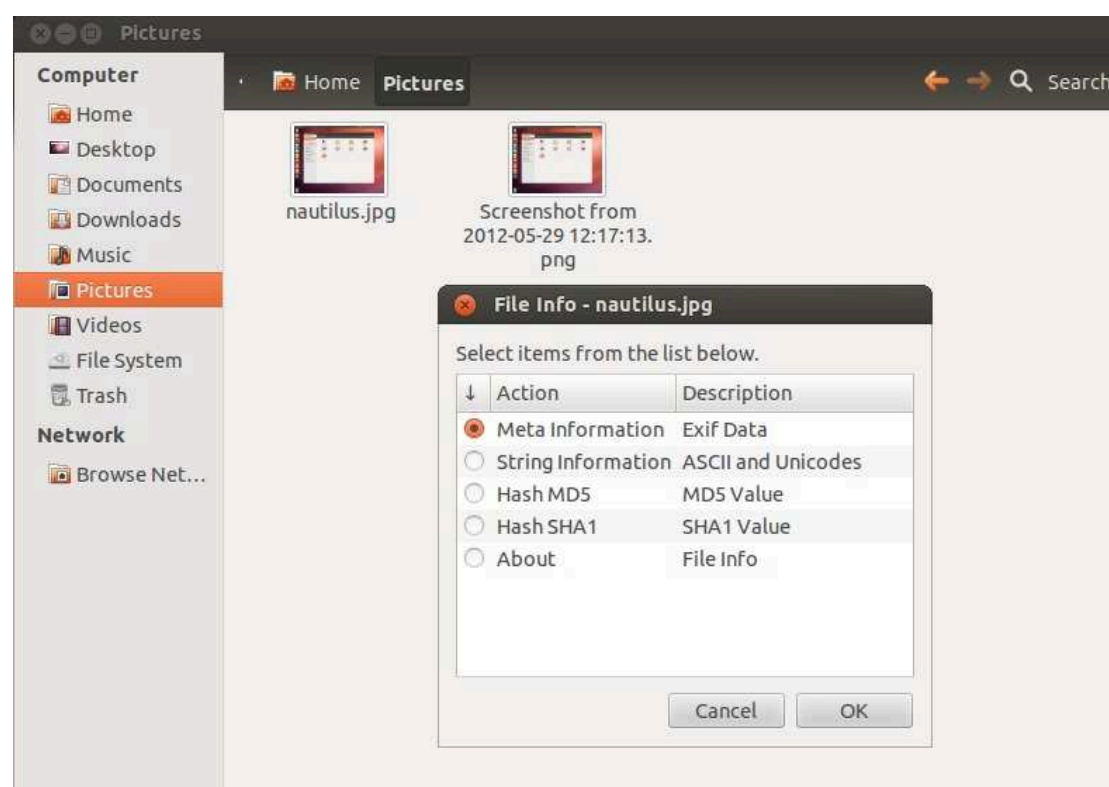 Pictures
Computer
Home
Desktop
Documents
Downloads
Music
Pictures
Videos
File System
Trash
Network
Browse Net...
Home Pictures
Search
nautilus.jpg
Screenshot from
2012-05-29 12:17:13.
png
File Info - nautilus.jpg
Select items from the list below.
↓ Action Description
Meta Information Exif Data
String Information ASCII and Unicodes
Hash MD5 MD5 Value
Hash SHA1 SHA1 Value
About File Info
Cancel OK